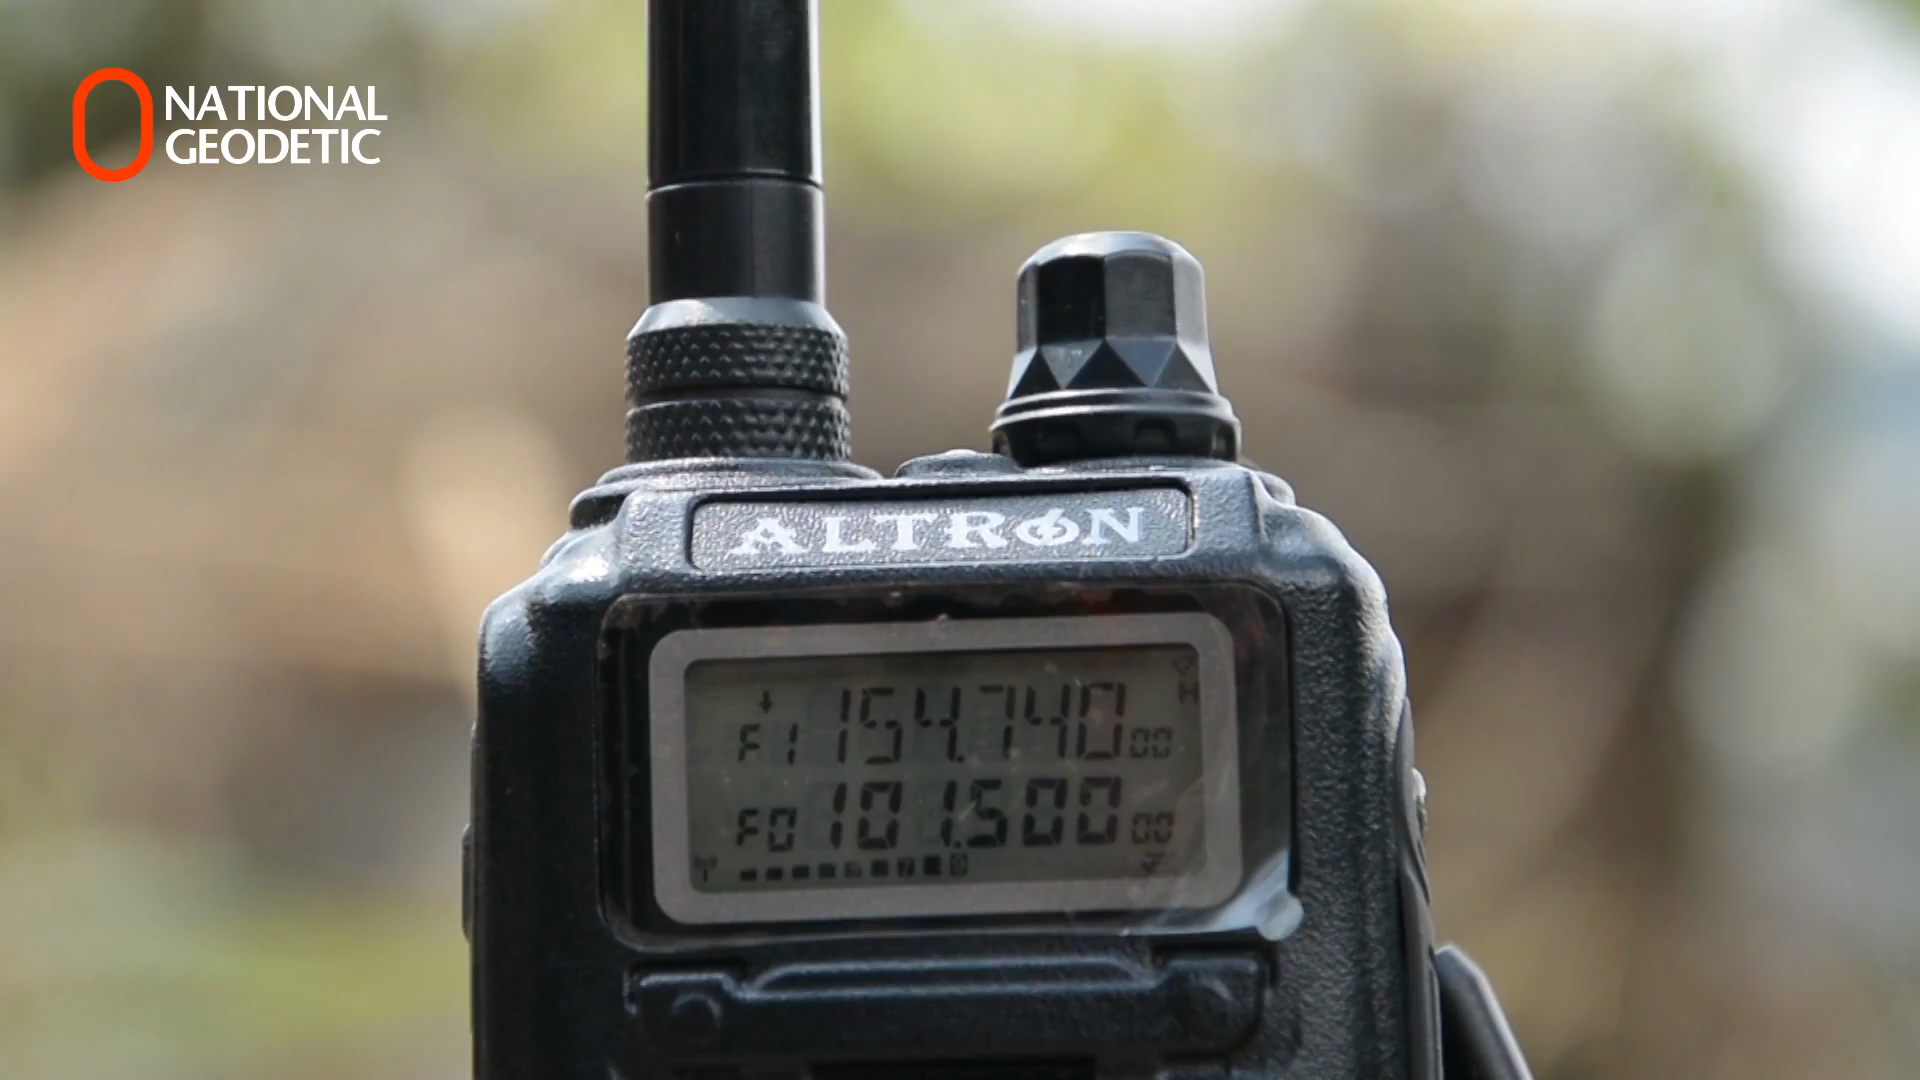 NATIONAL
GEODETIC
ALTRON
F1 154.740 00
F0 101.500 00